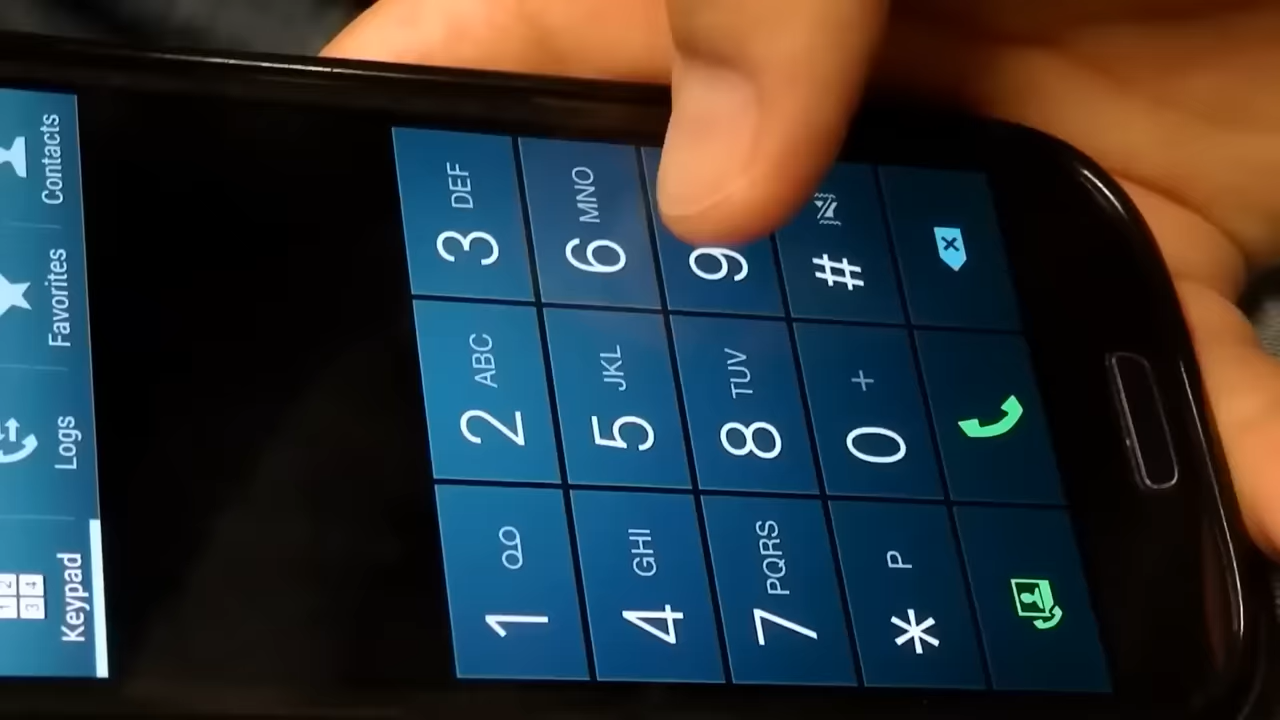 Keypad Logs Favorites Contacts
1 2 ABC 3 DEF
4 GHI 5 JKL 6 MNO
7 PQRS 8 TUV 9
* P 0 + #